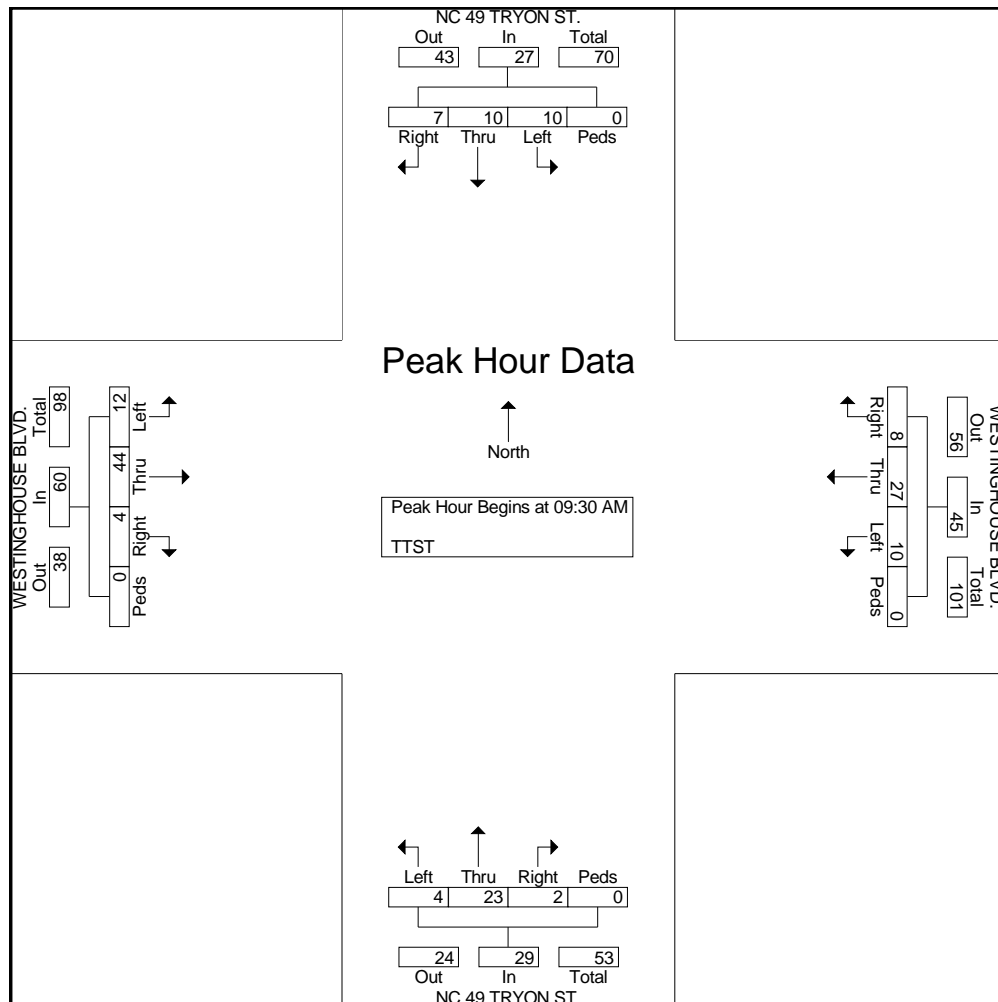 NC 49 TRYON ST.
Out In Total
43 27 70
7 10 10 0
Right Thru Left Peds
Peak Hour Data
North
Peak Hour Begins at 09:30 AM
TTST
WESTINGHOUSE BLVD.
Out In Total
38 60 98
0 4 44 12
Peds Right Thru Left
WESTINGHOUSE BLVD.
Out In Total
56 45 101
8 27 10 0
Right Thru Left Peds
Left Thru Right Peds
4 23 2 0
24 29 53
Out In Total
NC 49 TRYON ST.